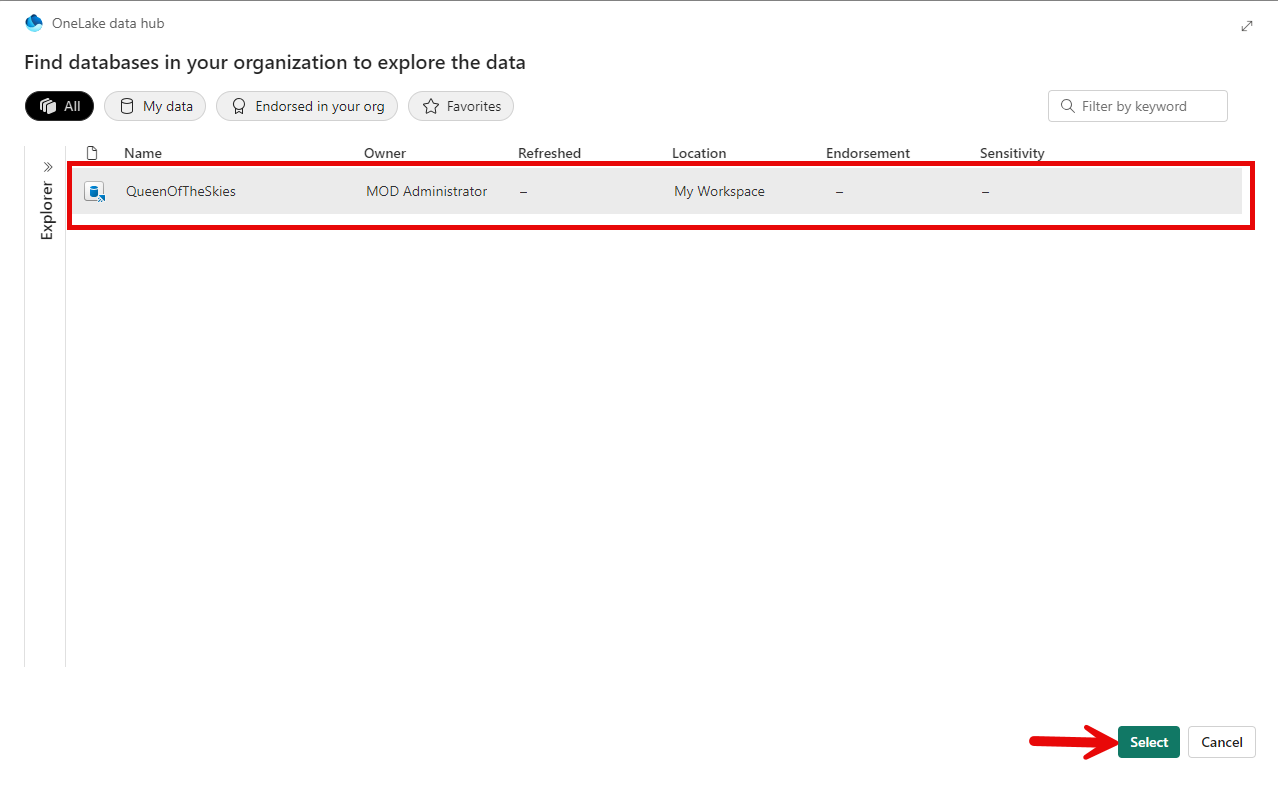 OneLake data hub
Find databases in your organization to explore the data
All My data Endorsed in your org Favorites Filter by keyword
Explorer
Name Owner Refreshed Location Endorsement Sensitivity
QueenOfTheSkies MOD Administrator – My Workspace – –
Select Cancel